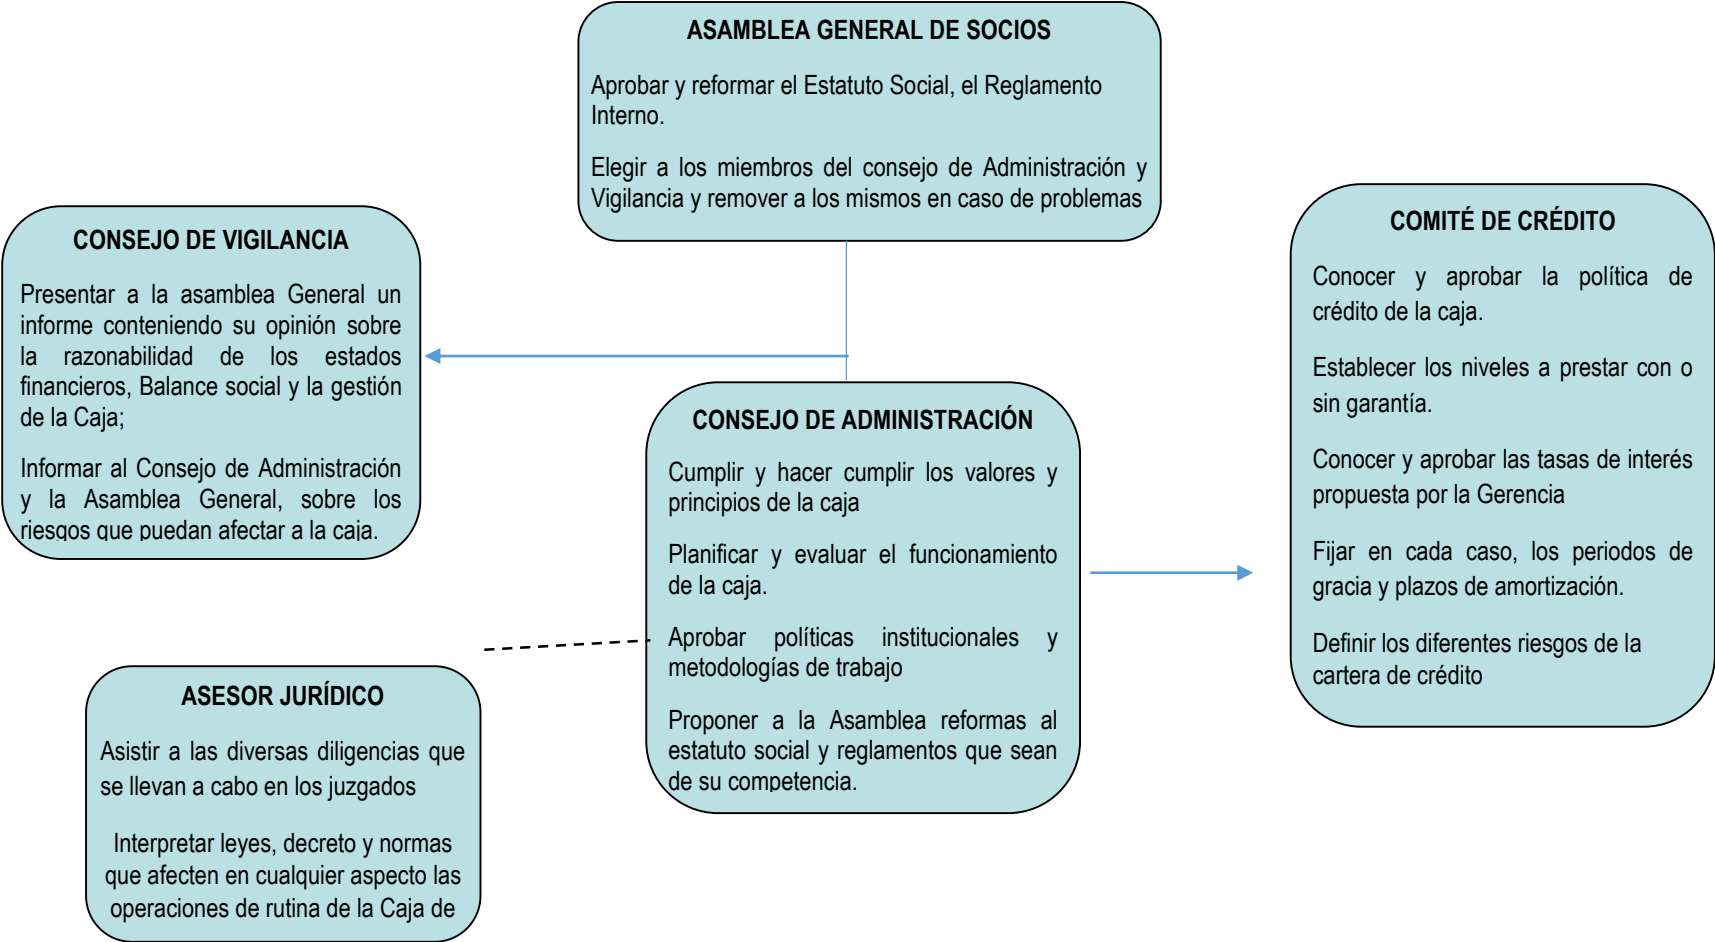 ASAMBLEA GENERAL DE SOCIOS
Aprobar y reformar el Estatuto Social, el Reglamento
Interno.
Elegir a los miembros del consejo de Administración y
Vigilancia y remover a los mismos en caso de problemas
CONSEJO DE VIGILANCIA
Presentar a la asamblea General un
informe conteniendo su opinión sobre
la razonabilidad de los estados
financieros, Balance social y la gestión
de la Caja;
Informar al Consejo de Administración
y la Asamblea General, sobre los
riesgos que puedan afectar a la caja.
COMITÉ DE CRÉDITO
Conocer y aprobar la política de
crédito de la caja.
Establecer los niveles a prestar con o
sin garantía.
Conocer y aprobar las tasas de interés
propuesta por la Gerencia
Fijar en cada caso, los periodos de
gracia y plazos de amortización.
Definir los diferentes riesgos de la
cartera de crédito
CONSEJO DE ADMINISTRACIÓN
Cumplir y hacer cumplir los valores y
principios de la caja
Planificar y evaluar el funcionamiento
de la caja.
Aprobar políticas institucionales y
metodologías de trabajo
Proponer a la Asamblea reformas al
estatuto social y reglamentos que sean
de su competencia.
ASESOR JURÍDICO
Asistir a las diversas diligencias que
se llevan a cabo en los juzgados
Interpretar leyes, decreto y normas
que afecten en cualquier aspecto las
operaciones de rutina de la Caja de